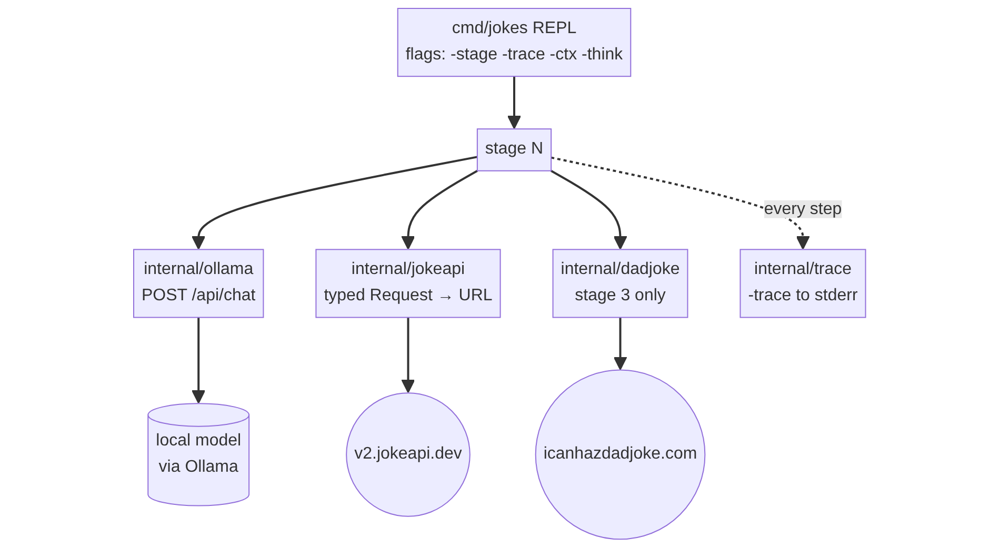 cmd/jokes REPL
flags: -stage -trace -ctx -think
stage N
every step
internal/ollama
POST /api/chat
internal/jokeapi
typed Request → URL
internal/dadjoke
stage 3 only
internal/trace
-trace to stderr
local model
via Ollama
v2.jokeapi.dev
icanhazdadjoke.com